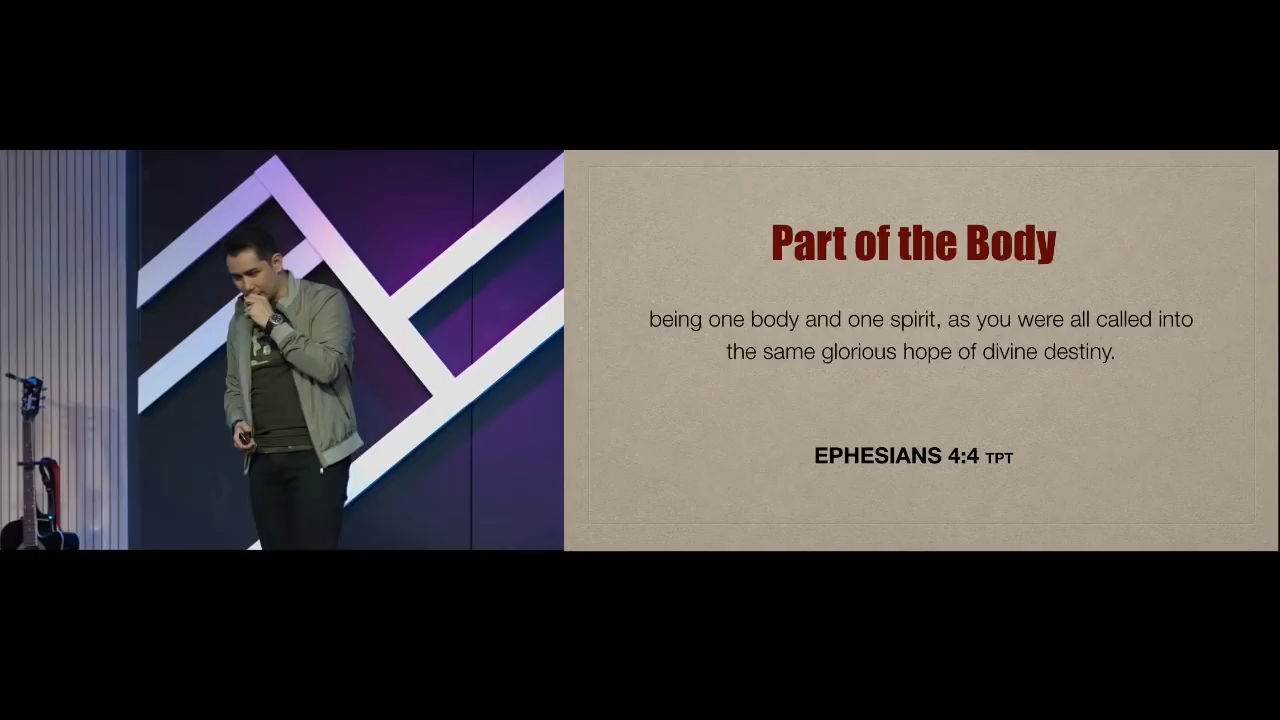 Part of the Body
being one body and one spirit, as you were all called into
the same glorious hope of divine destiny.
EPHESIANS 4:4 TPT